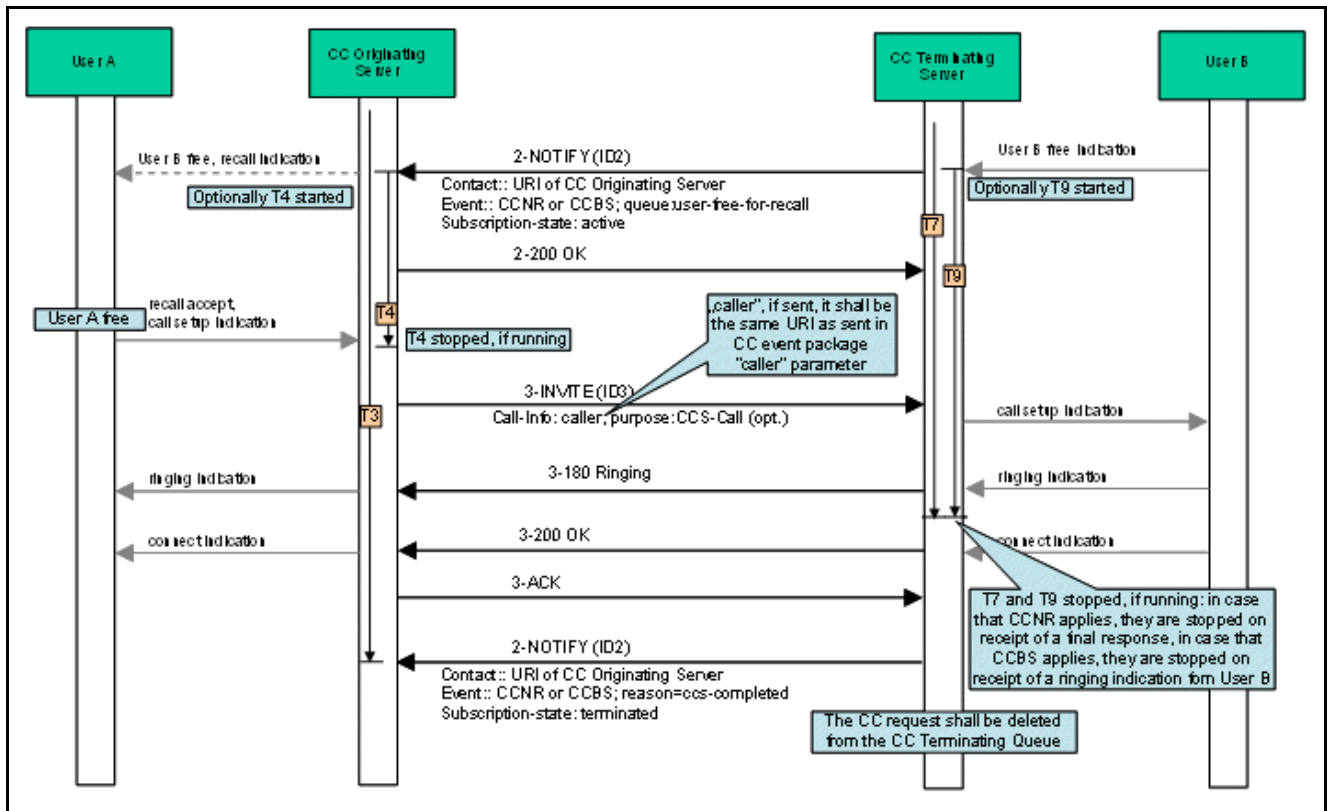 User A
CC Originating
Server
CC Terminating
Server
User B
User B free, recall indication
2-NOTIFY (ID2)
User B free indication
Optionally T4 started
Contact:: URI of CC Originating Server
Event:: CCNR or CCBS; queue:user-free-for-recall
Subscription-state: active
Optionally T9 started
T7
2-200 OK
T9
recall accept,
call setup indication
User A free
T4
T4 stopped, if running
„caller", if sent, it shall be
the same URI as sent in
CC event package
"caller" parameter
3-INVITE (ID3)
Call-Info: caller; purpose:CCS-Call (opt.)
T3
call setup indication
ringing indication
3-180 Ringing
ringing indication
connect indication
3-200 OK
connect indication
3-ACK
T7 and T9 stopped, if running: in case
that CCNR applies, they are stopped on
receipt of a final response, in case that
CCBS applies, they are stopped on
receipt of a ringing indication forn User B
2-NOTIFY (ID2)
Contact:: URI of CC Originating Server
Event:: CCNR or CCBS; reason=ccs-completed
Subscription-state: terminated
The CC request shall be deleted
from the CC Terminating Queue